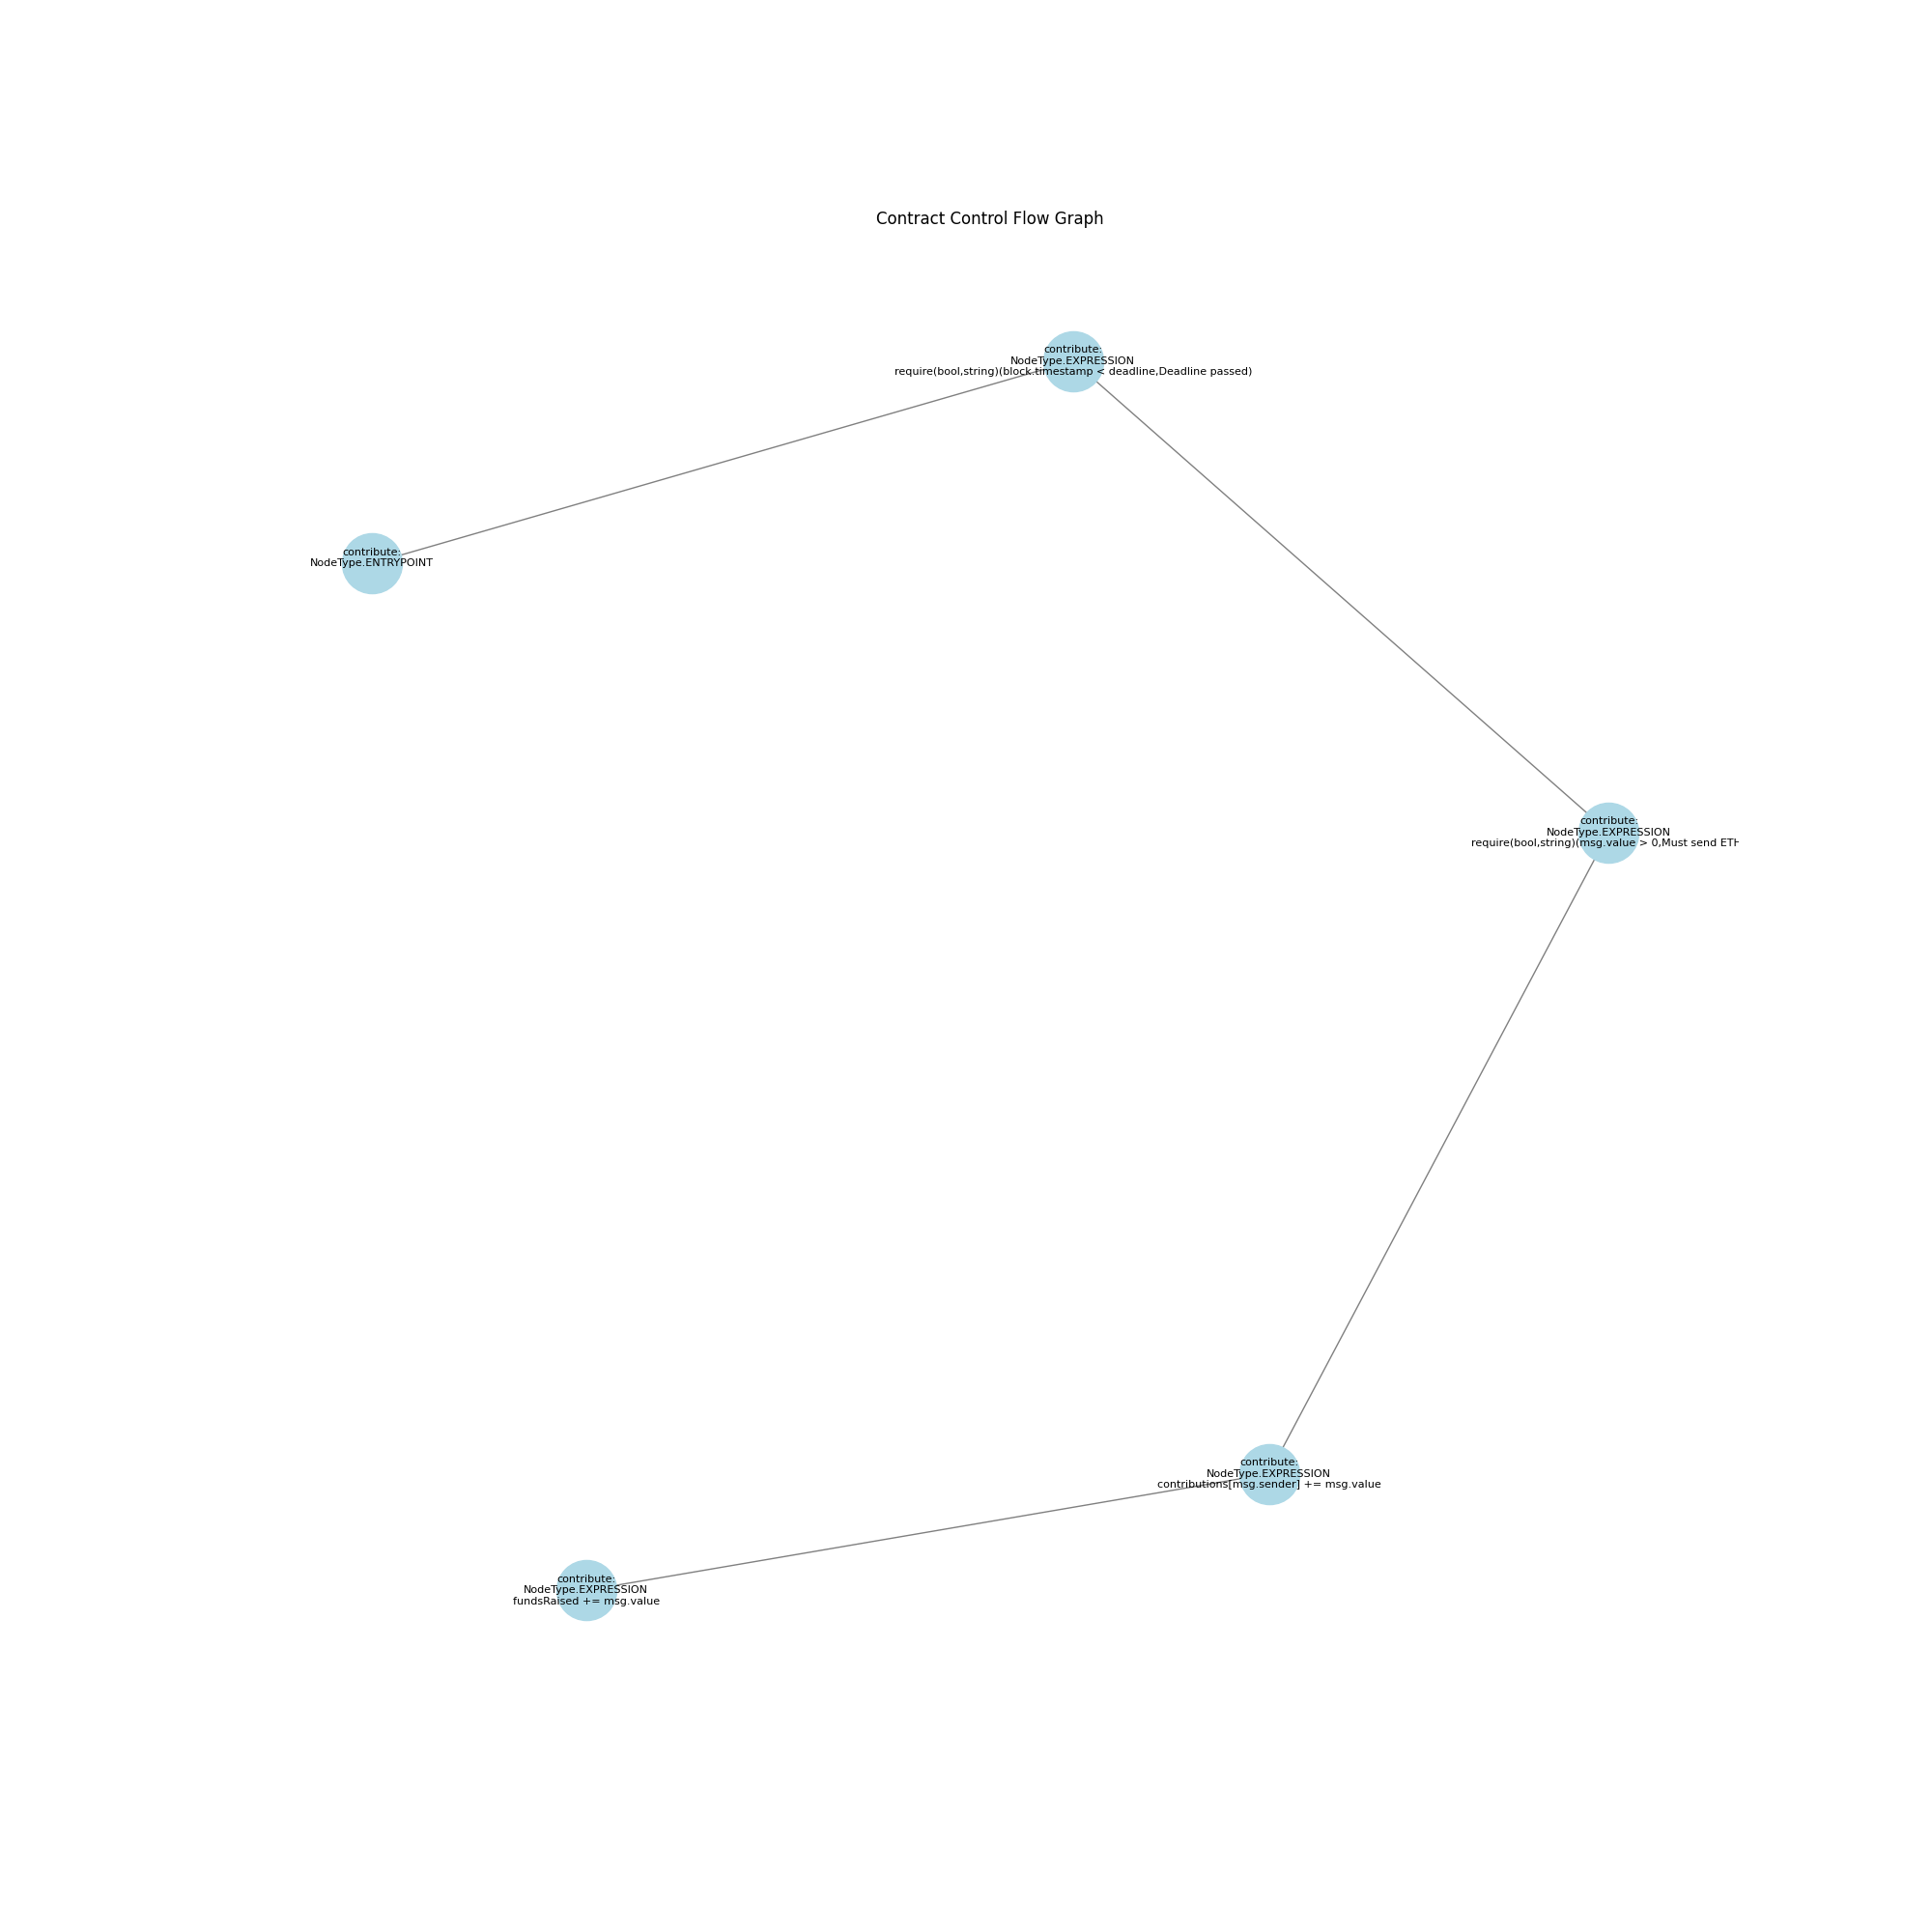 Contract Control Flow Graph
contribute:
NodeType.EXPRESSION
require(bool,string)(block.timestamp < deadline,Deadline passed)
contribute:
NodeType.ENTRYPOINT
contribute:
NodeType.EXPRESSION
require(bool,string)(msg.value > 0,Must send ETH
contribute:
NodeType.EXPRESSION
contributions[msg.sender] += msg.value
contribute:
NodeType.EXPRESSION
fundsRaised += msg.value